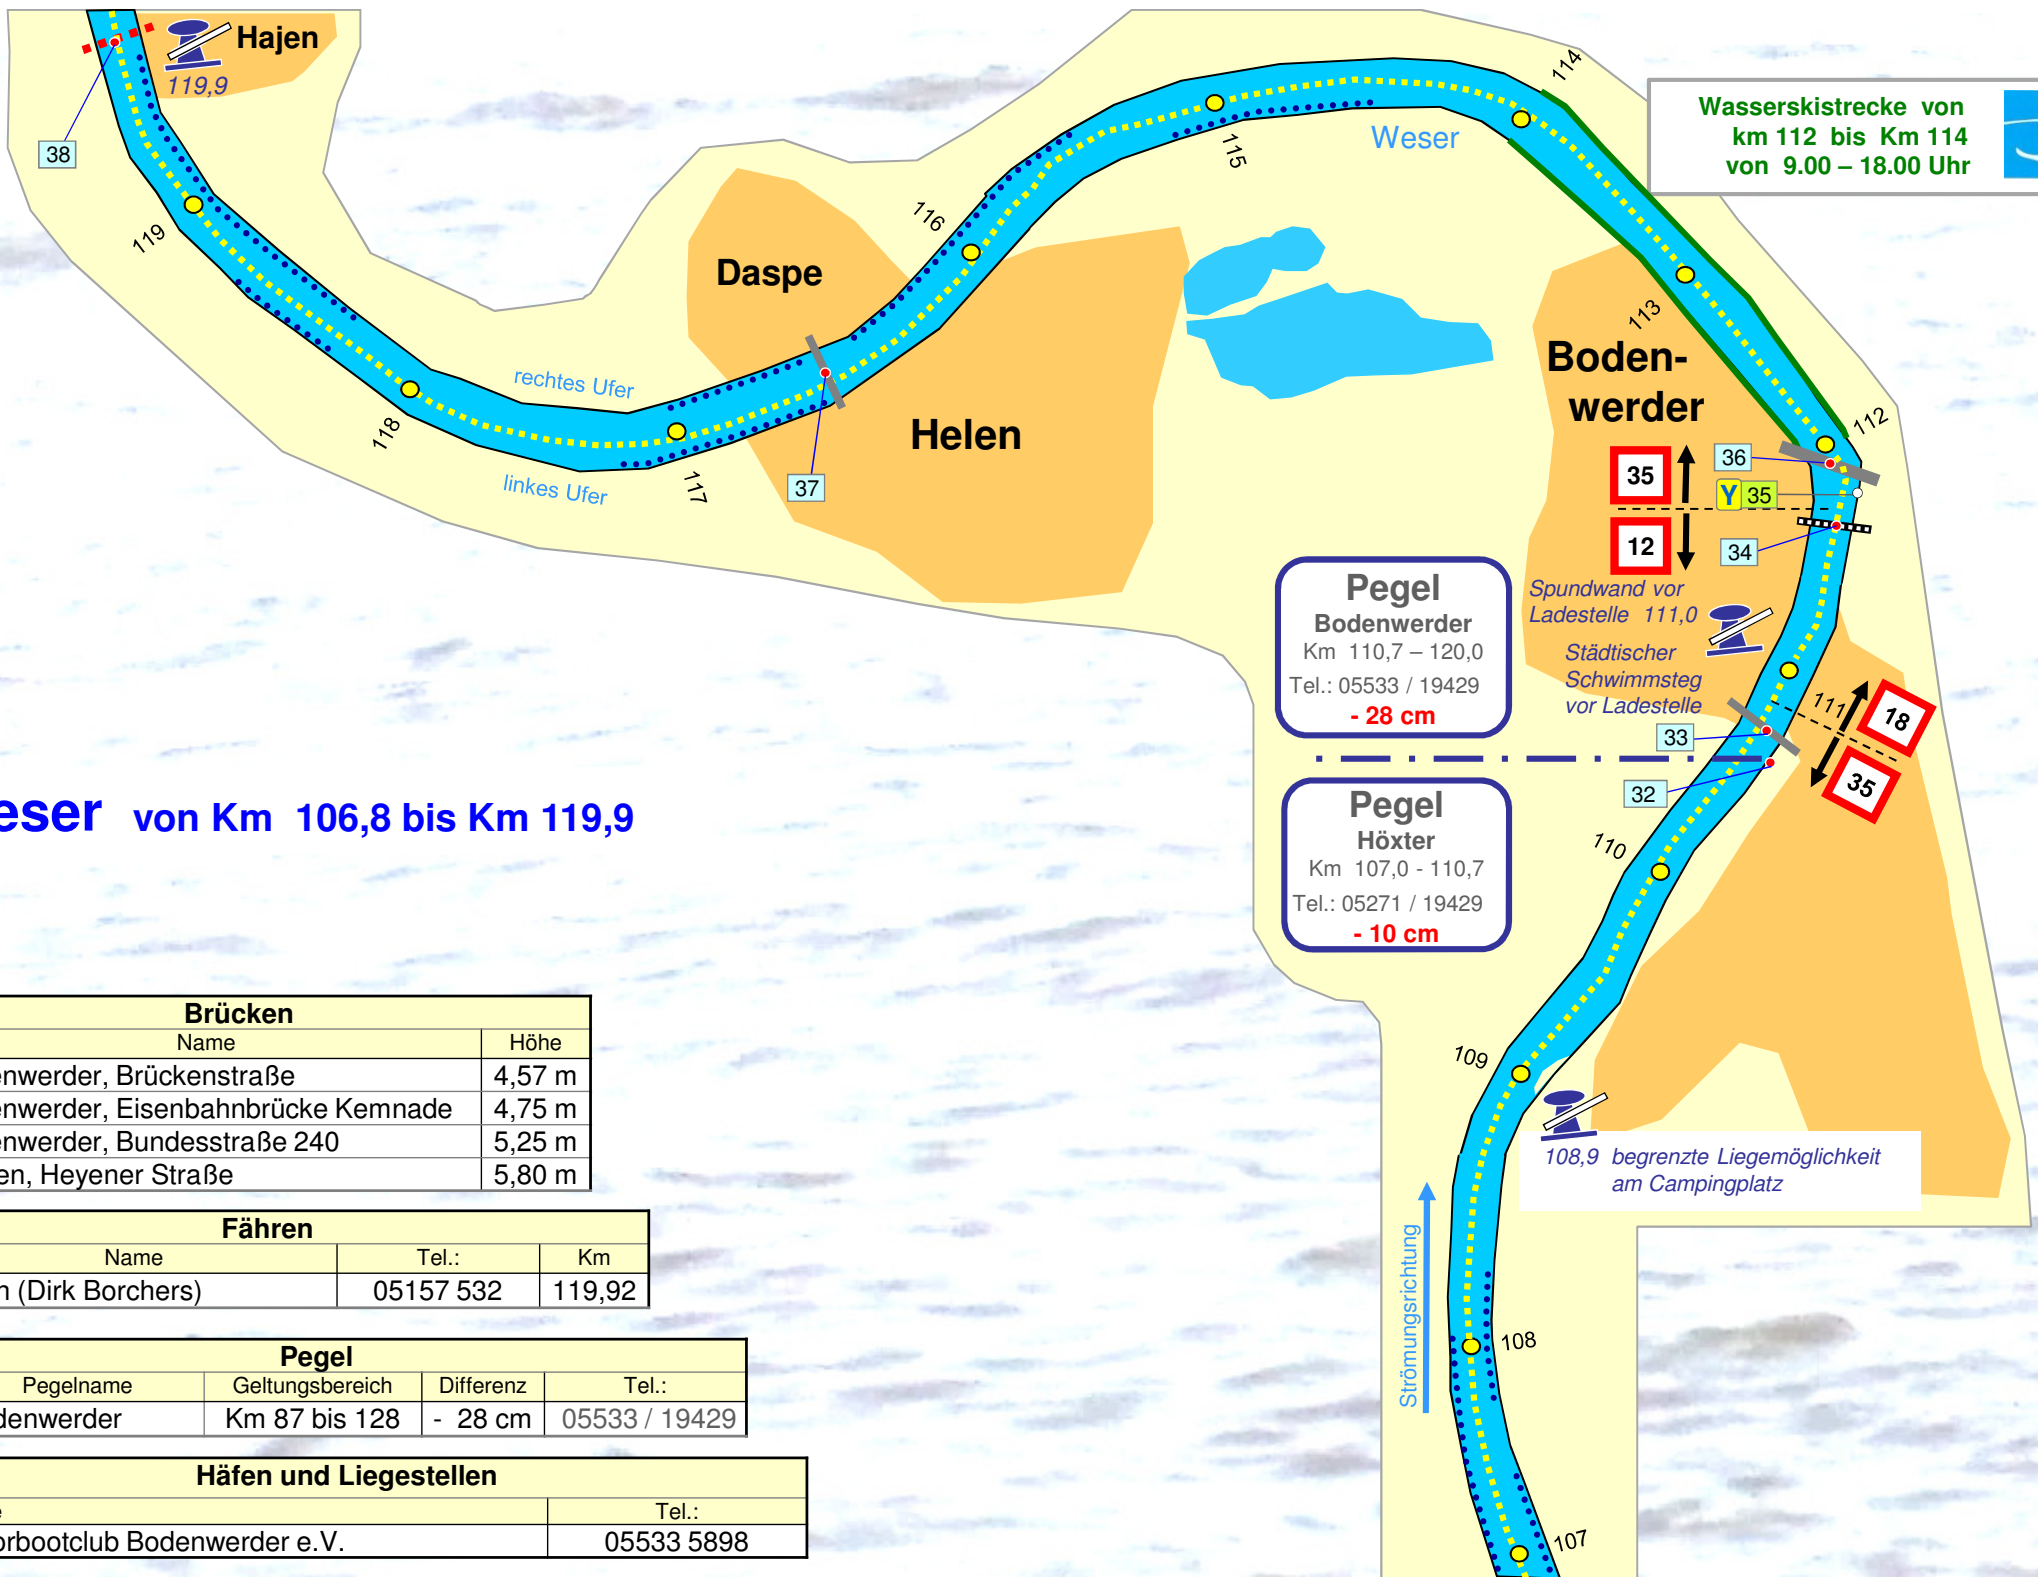 Hajen
119,9
38
119
118
rechtes Ufer
linkes Ufer
117
37
Daspe
Helen
116
115
Weser
114
Wasserskistrecke von
km 112 bis Km 114
von 9.00 – 18.00 Uhr
113
Boden-
werder
112
35
12
36
Y 35
34
Spundwand vor
Ladestelle 111,0
Städtischer
Schwimmsteg
vor Ladestelle
111
18
35
33
32
Pegel
Bodenwerder
Km 110,7 – 120,0
Tel.: 05533 / 19429
- 28 cm
Pegel
Höxter
Km 107,0 - 110,7
Tel.: 05271 / 19429
- 10 cm
110
109
108,9 begrenzte Liegemöglichkeit
am Campingplatz
Strömungsrichtung
108
107
eser von Km 106,8 bis Km 119,9
Brücken
Name Höhe
enwerder, Brückenstraße 4,57 m
enwerder, Eisenbahnbrücke Kemnade 4,75 m
enwerder, Bundesstraße 240 5,25 m
en, Heyener Straße 5,80 m
Fähren
Name Tel.: Km
n (Dirk Borchers) 05157 532 119,92
Pegel
Pegelname Geltungsbereich Differenz Tel.:
denwerder Km 87 bis 128 - 28 cm 05533 / 19429
Häfen und Liegestellen
e Tel.:
orbootclub Bodenwerder e.V. 05533 5898